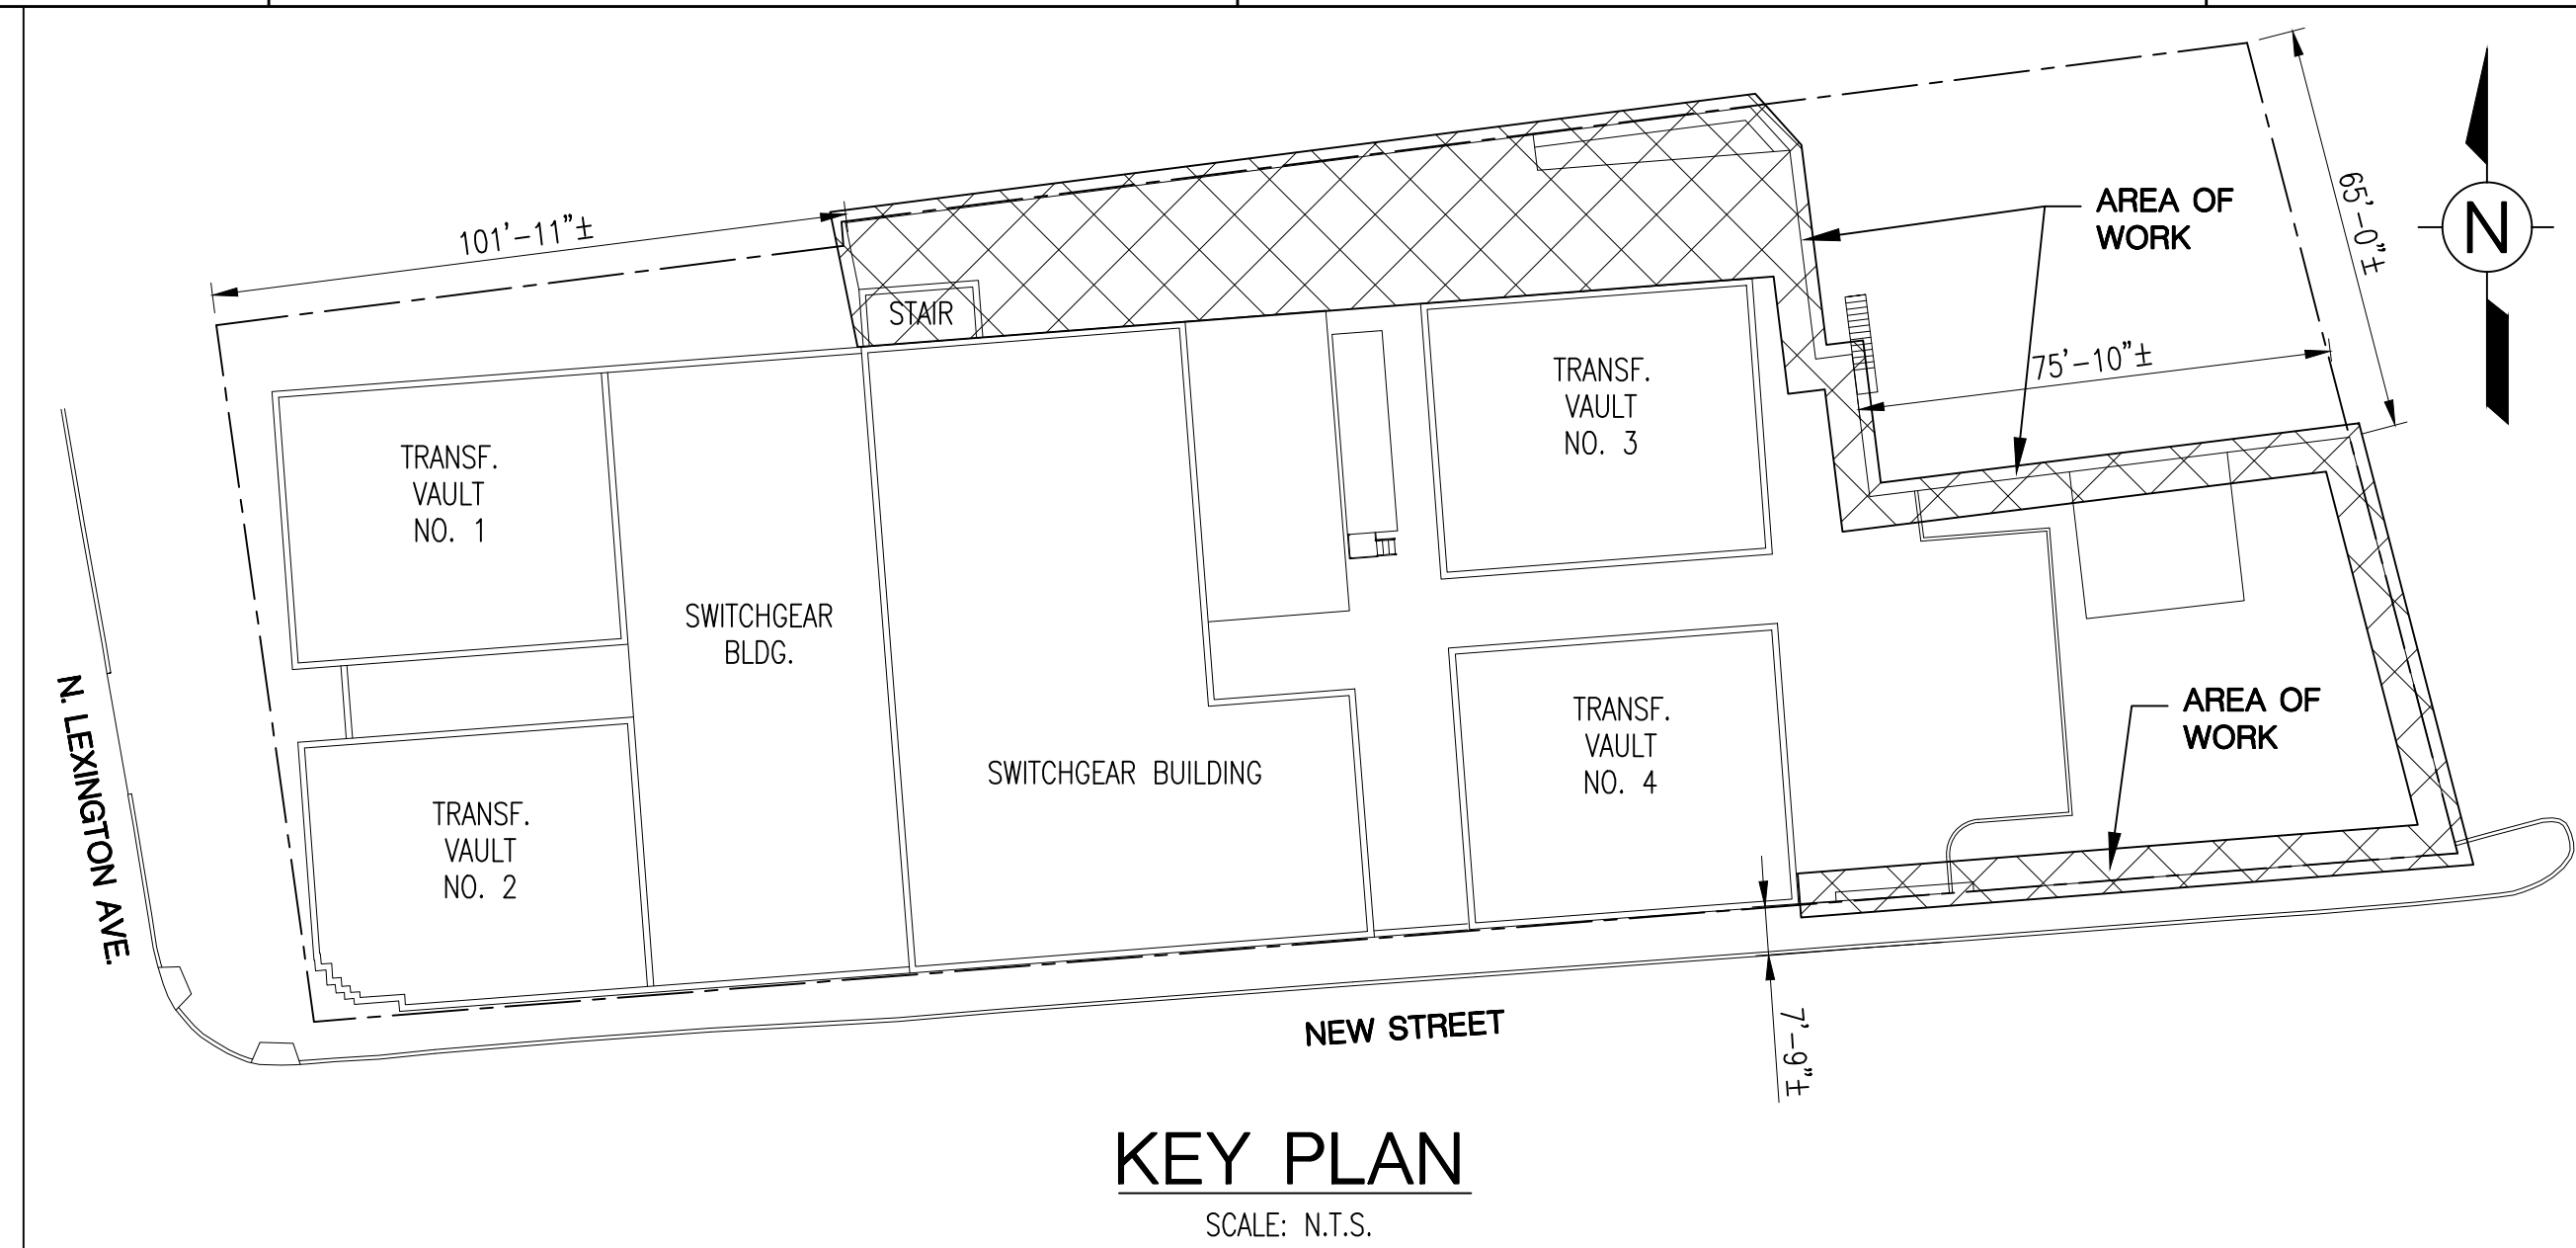 101'-11"±
AREA OF
WORK
65'-0"±
N
STAIR
75'-10"±
TRANSF.
VAULT
NO. 3
TRANSF.
VAULT
NO. 1
SWITCHGEAR
BLDG.
N. LEXINGTON AVE.
TRANSF.
VAULT
NO. 4
AREA OF
WORK
SWITCHGEAR BUILDING
TRANSF.
VAULT
NO. 2
NEW STREET
7'-9"±
KEY PLAN
SCALE: N.T.S.